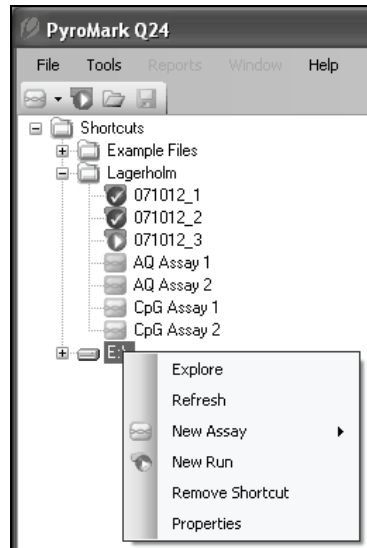 PyroMark Q24
File Tools Reports Window Help
Shortcuts
Example Files
Lagerholm
071012_1
071012_2
071012_3
AQ Assay 1
AQ Assay 2
CpG Assay 1
CpG Assay 2
E:\
Explore
Refresh
New Assay
New Run
Remove Shortcut
Properties